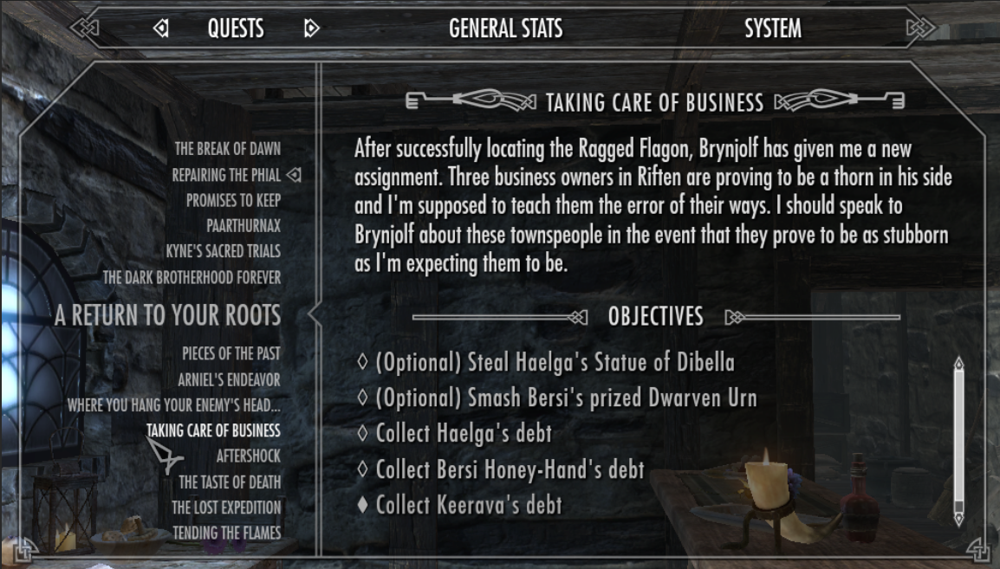 QUESTS
GENERAL STATS
SYSTEM
THE BREAK OF DAWN
REPAIRING THE PHIAL
PROMISES TO KEEP
PAARTHURNAX
KYNE'S SACRED TRIALS
THE DARK BROTHERHOOD FOREVER
A RETURN TO YOUR ROOTS
PIECES OF THE PAST
ARNIEL'S ENDEAVOR
WHERE YOU HANG YOUR ENEMY'S HEAD...
TAKING CARE OF BUSINESS
AFTERSHOCK
THE TASTE OF DEATH
THE LOST EXPEDITION
TENDING THE FLAMES
TAKING CARE OF BUSINESS
After successfully locating the Ragged Flagon, Brynjolf has given me a new
assignment. Three business owners in Riften are proving to be a thorn in his side
and I'm supposed to teach them the error of their ways. I should speak to
Brynjolf about these townspeople in the event that they prove to be as stubborn
as I'm expecting them to be.
OBJECTIVES
(Optional) Steal Haelga's Statue of Dibella
(Optional) Smash Bersi's prized Dwarven Urn
Collect Haelga's debt
Collect Bersi Honey-Hand's debt
Collect Keerava's debt